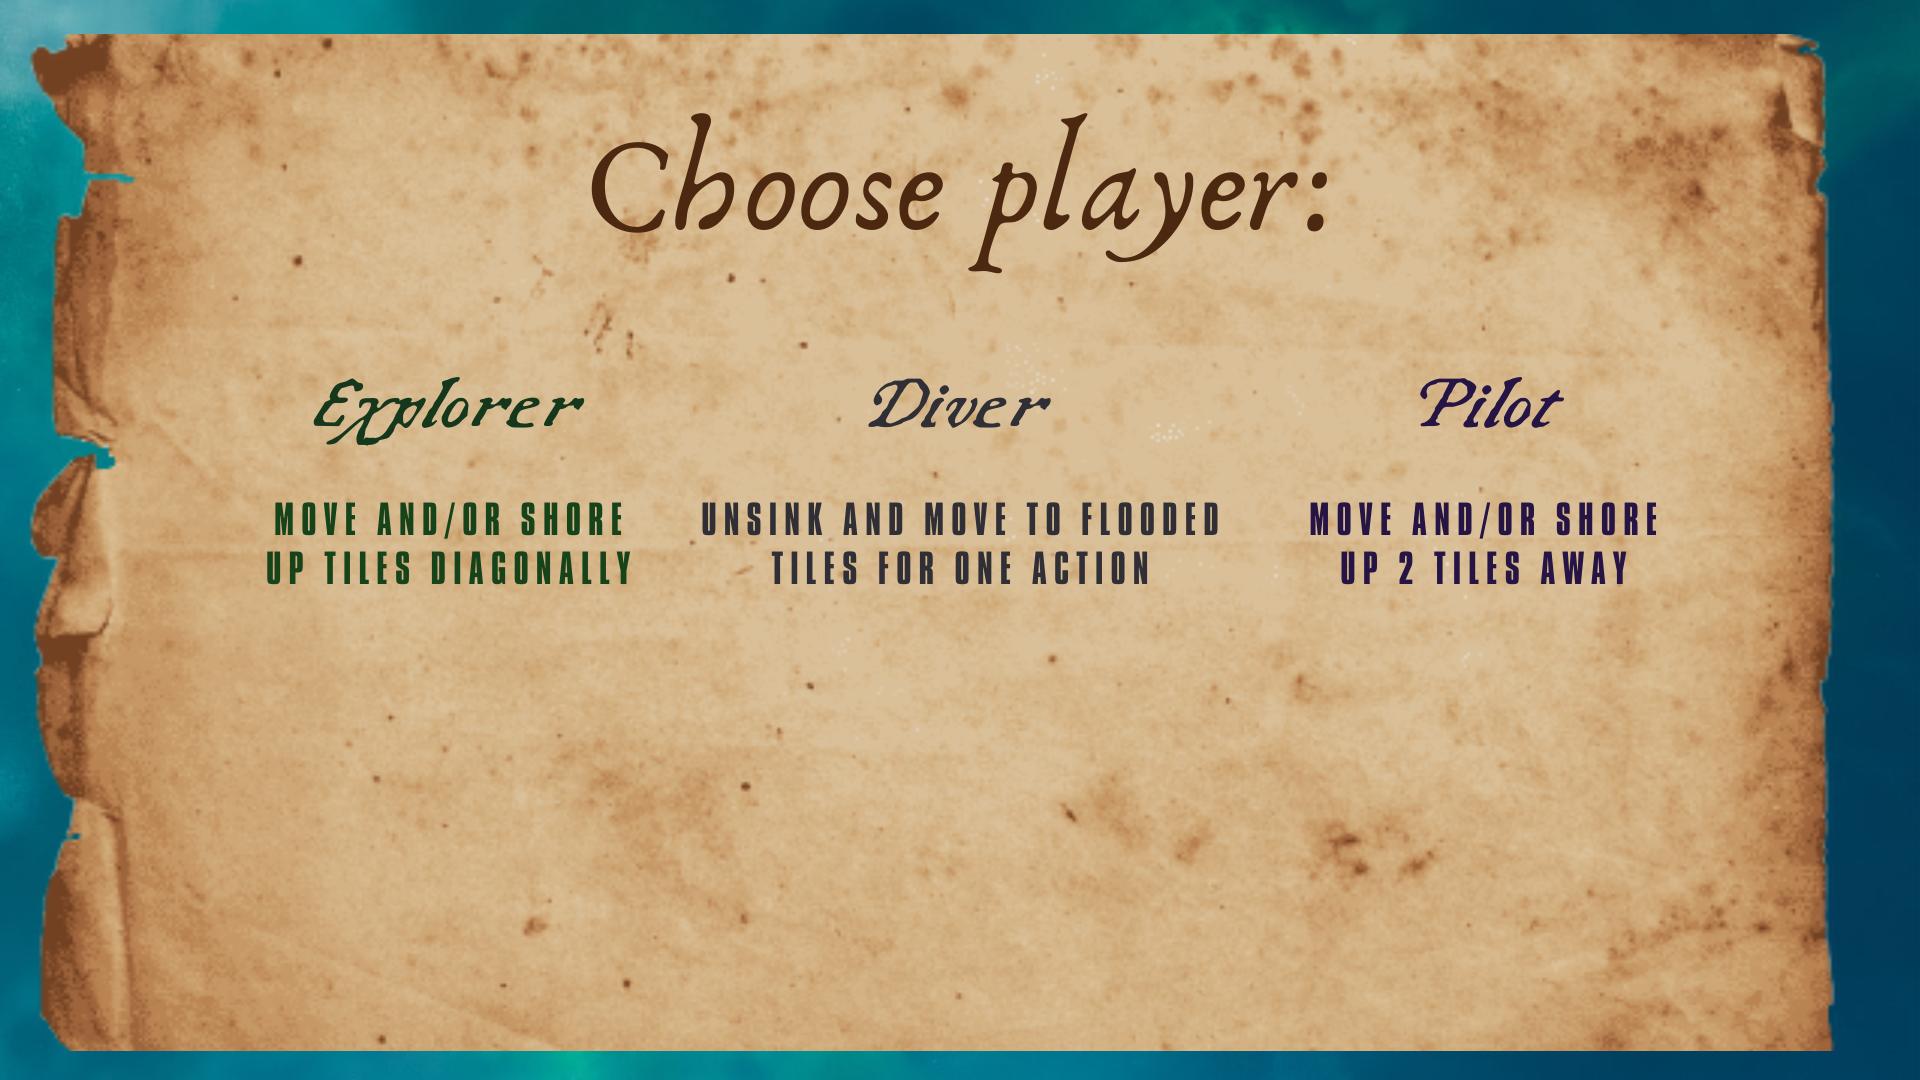 Choose player:
Explorer
MOVE AND/OR SHORE
UP TILES DIAGONALLY
Diver
UNSINK AND MOVE TO FLOODED
TILES FOR ONE ACTION
Pilot
MOVE AND/OR SHORE
UP 2 TILES AWAY